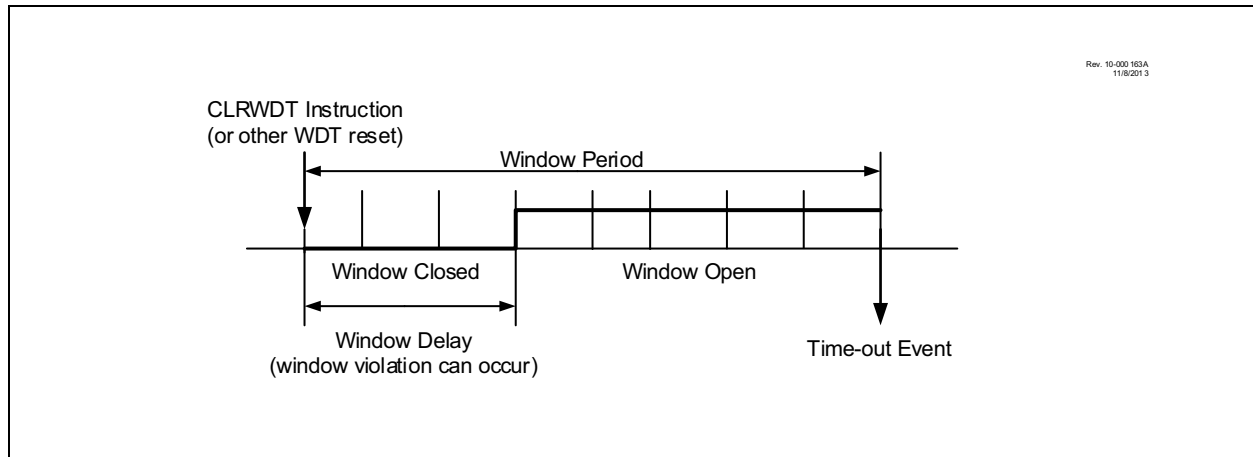 Rev. 10-000 163A
11/8/201 3
CLRWDT Instruction
(or other WDT reset)
Window Period
Window Closed
Window Open
Window Delay
(window violation can occur)
Time-out Event